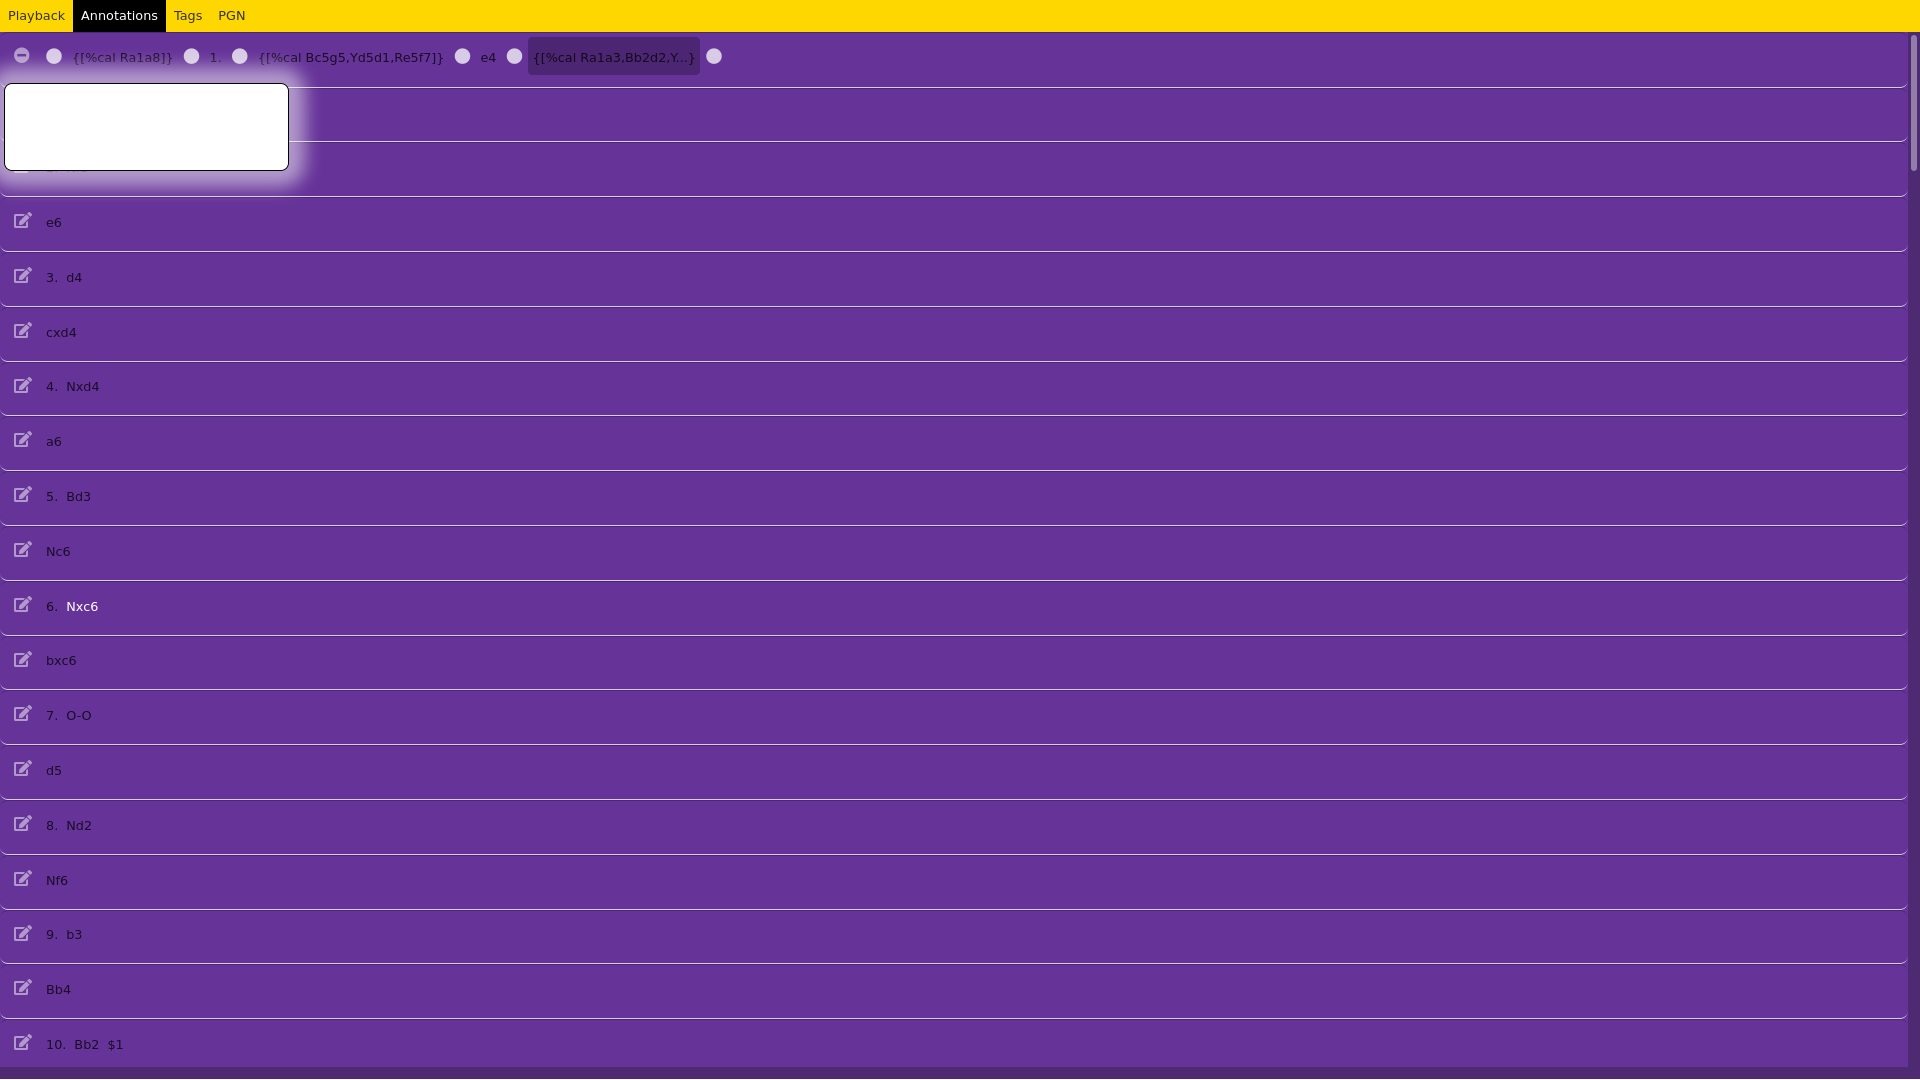 Playback Annotations Tags PGN
{[%cal Ra1a8]} 1. {[%cal Bc5g5,Yd5d1,Re5f7]} e4 {[%cal Ra1a3,Bb2d2,Y...}
e6
3. d4
cxd4
4. Nxd4
a6
5. Bd3
Nc6
6. Nxc6
bxc6
7. O-O
d5
8. Nd2
Nf6
9. b3
Bb4
10. Bb2 $1